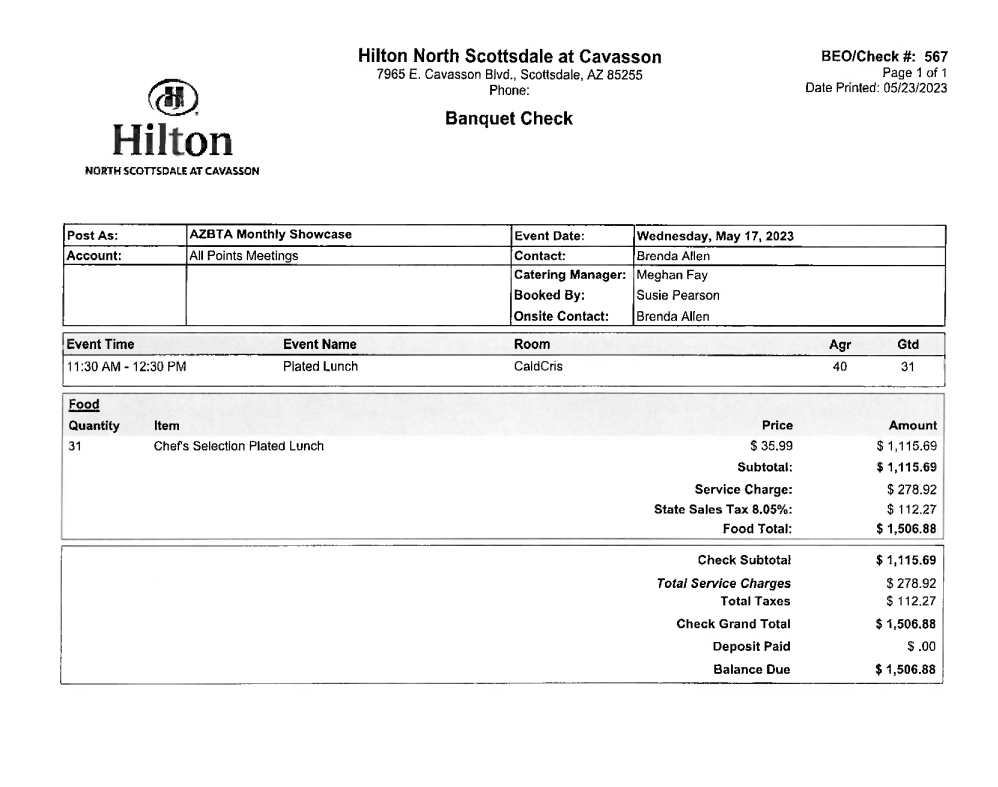 Hilton North Scottsdale at Cavasson
7965 E. Cavasson Blvd., Scottsdale, AZ 85255
Phone:
Banquet Check
BEO/Check #: 567
Page 1 of 1
Date Printed: 05/23/2023
H
Hilton
NORTH SCOTTSDALE AT CAVASSON
Post As: AZBTA Monthly Showcase Event Date: Wednesday, May 17, 2023
Account: All Points Meetings Contact: Brenda Allen
Catering Manager: Meghan Fay
Booked By: Susie Pearson
Onsite Contact: Brenda Allen
Event Time Event Name Room Agr Gtd
11:30 AM - 12:30 PM Plated Lunch CaldCris 40 31
Food
Quantity Item Price Amount
31 Chef's Selection Plated Lunch $ 35.99 $ 1,115.69
Subtotal: $ 1,115.69
Service Charge: $ 278.92
State Sales Tax 8.05%: $ 112.27
Food Total: $ 1,506.88
Check Subtotal $ 1,115.69
Total Service Charges $ 278.92
Total Taxes $ 112.27
Check Grand Total $ 1,506.88
Deposit Paid $ .00
Balance Due $ 1,506.88